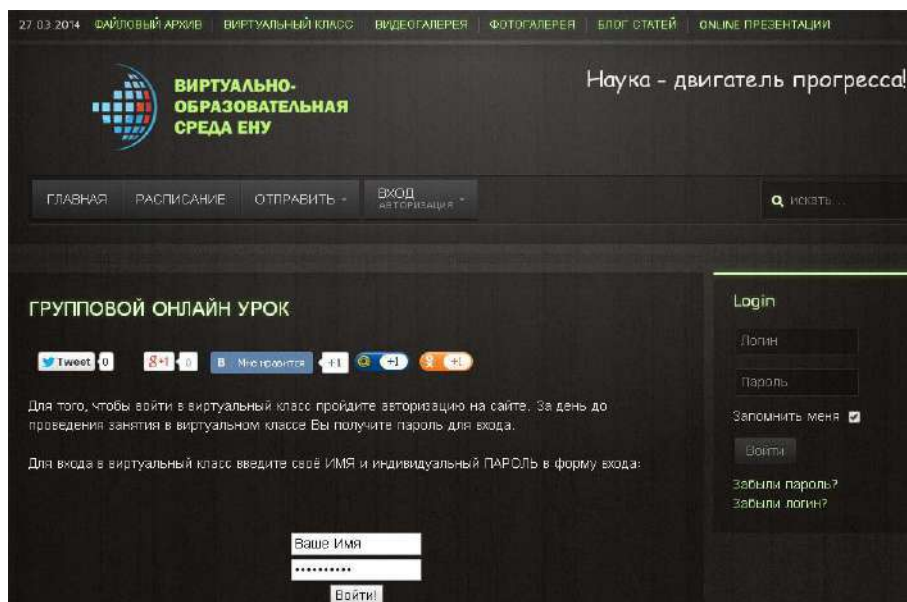 27.03.2014 ФАЙЛОВЫЙ АРХИВ ВИРТУАЛЬНЫЙ КЛАСС ВИДЕОГАЛЕРЕЯ ФОТОГАЛЕРЕЯ БЛОГ СТАТЕЙ ONLINE ПРЕЗЕНТАЦИИ
ВИРТУАЛЬНО-
ОБРАЗОВАТЕЛЬНАЯ
СРЕДА ЕНУ
Наука - двигатель прогресса!
ГЛАВНАЯ РАСПИСАНИЕ ОТПРАВИТЬ ВХОД
АВТОРИЗАЦИЯ
искать...
ГРУППОВОЙ ОНЛАЙН УРОК
Tweet 0 g+1 0 B Мне нравится +1 +1 +1
Для того, чтобы войти в виртуальный класс пройдите авторизацию на сайте. За день до
проведения занятия в виртуальном классе Вы получите пароль для входа.
Для входа в виртуальный класс введите своё ИМЯ и индивидуальный ПАРОЛЬ в форму входа:
Ваше Имя
••••••••••
Войти!
Login
Логин
Пароль
Запомнить меня
Войти
Забыли пароль?
Забыли логин?